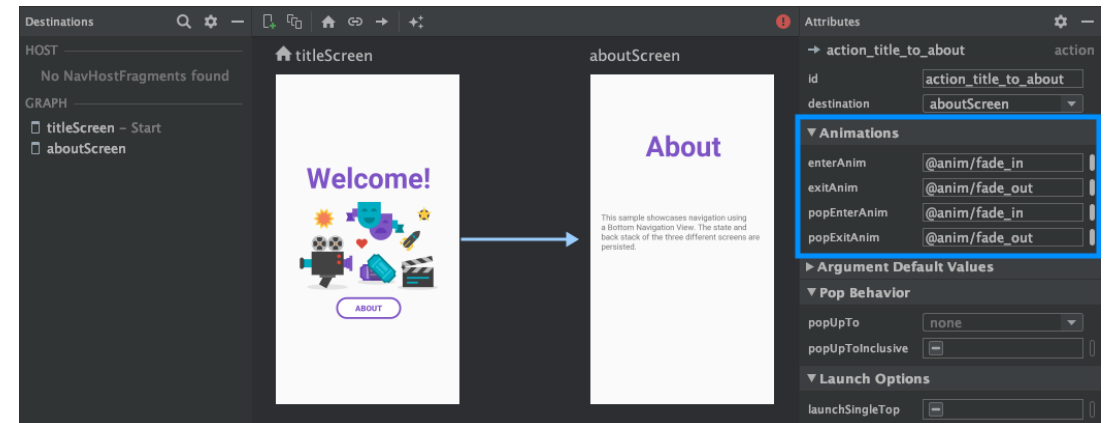 Destinations
HOST
No NavHostFragments found
GRAPH
titleScreen – Start
aboutScreen
titleScreen
Welcome!
ABOUT
aboutScreen
About
This sample showcases navigation using
a Bottom Navigation View. The state and
back stack of the three different screens are
persisted.
Attributes
action_title_to_about action
id action_title_to_about
destination aboutScreen
Animations
enterAnim @anim/fade_in
exitAnim @anim/fade_out
popEnterAnim @anim/fade_in
popExitAnim @anim/fade_out
Argument Default Values
Pop Behavior
popUpTo none
popUpToInclusive
Launch Options
launchSingleTop